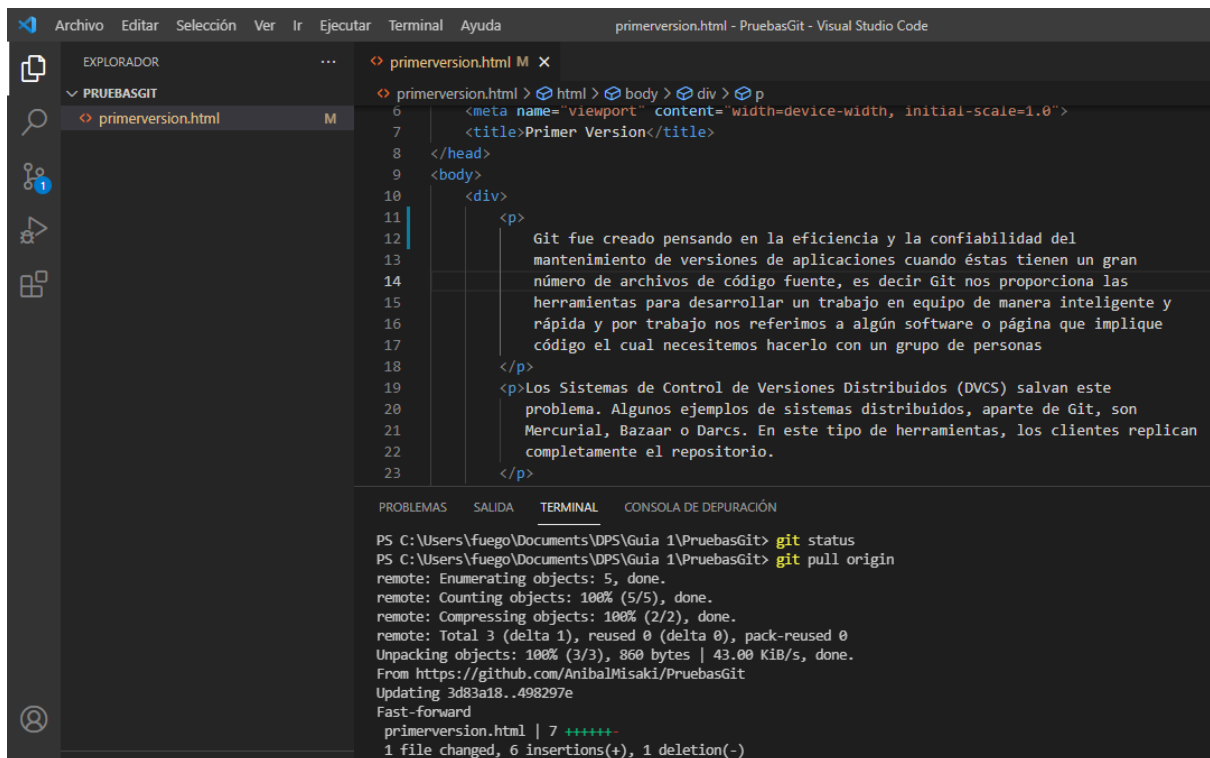 Archivo Editar Selección Ver Ir Ejecutar Terminal Ayuda primerversion.html - PruebasGit - Visual Studio Code
EXPLORADOR ··· primerversion.html M
PRUEBASGIT primerversion.html > html > body > div > p
primerversion.html M
6 <meta name="viewport" content="width=device-width, initial-scale=1.0">
7 <title>Primer Version</title>
8 </head>
9 <body>
10 <div>
11 <p>
12 Git fue creado pensando en la eficiencia y la confiabilidad del
13 mantenimiento de versiones de aplicaciones cuando éstas tienen un gran
14 número de archivos de código fuente, es decir Git nos proporciona las
15 herramientas para desarrollar un trabajo en equipo de manera inteligente y
16 rápida y por trabajo nos referimos a algún software o página que implique
17 código el cual necesitemos hacerlo con un grupo de personas
18 </p>
19 <p>Los Sistemas de Control de Versiones Distribuidos (DVCS) salvan este
20 problema. Algunos ejemplos de sistemas distribuidos, aparte de Git, son
21 Mercurial, Bazaar o Darcs. En este tipo de herramientas, los clientes replican
22 completamente el repositorio.
23 </p>
1
PROBLEMAS SALIDA TERMINAL CONSOLA DE DEPURACIÓN
PS C:\Users\fuego\Documents\DPS\Guia 1\PruebasGit> git status
PS C:\Users\fuego\Documents\DPS\Guia 1\PruebasGit> git pull origin
remote: Enumerating objects: 5, done.
remote: Counting objects: 100% (5/5), done.
remote: Compressing objects: 100% (2/2), done.
remote: Total 3 (delta 1), reused 0 (delta 0), pack-reused 0
Unpacking objects: 100% (3/3), 860 bytes | 43.00 KiB/s, done.
From https://github.com/AnibalMisaki/PruebasGit
Updating 3d83a18..498297e
Fast-forward
primerversion.html | 7 ++++++-
1 file changed, 6 insertions(+), 1 deletion(-)